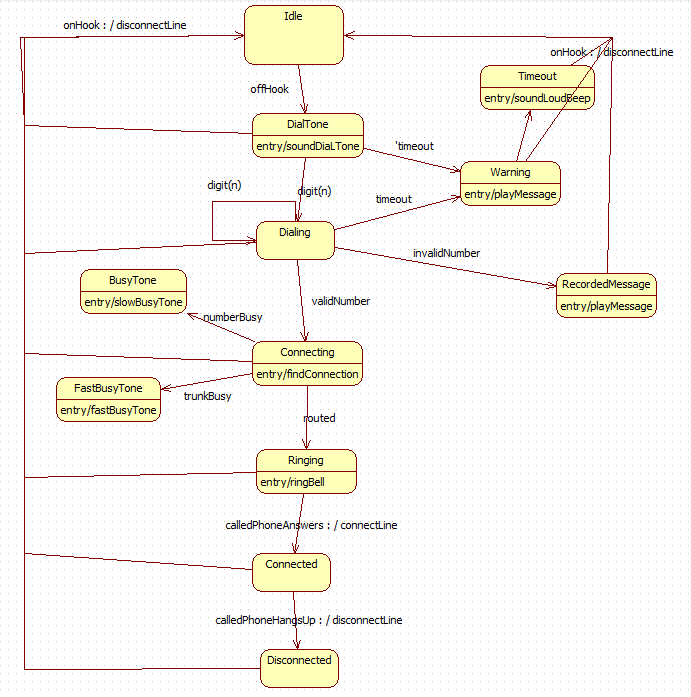 onHook : / disconnectLine
Idle
onHook : / disconnectLine
Timeout
entry/soundLoudBeep
offHook
DialTone
entry/soundDiaLTone
'timeout
Warning
entry/playMessage
digit(n)
digit(n)
timeout
Dialing
invalidNumber
BusyTone
entry/slowBusyTone
RecordedMessage
entry/playMessage
validNumber
numberBusy
Connecting
entry/findConnection
FastBusyTone
entry/fastBusyTone
trunkBusy
routed
Ringing
entry/ringBell
calledPhoneAnswers : / connectLine
Connected
calledPhoneHangsUp : / disconnectLine
Disconnected